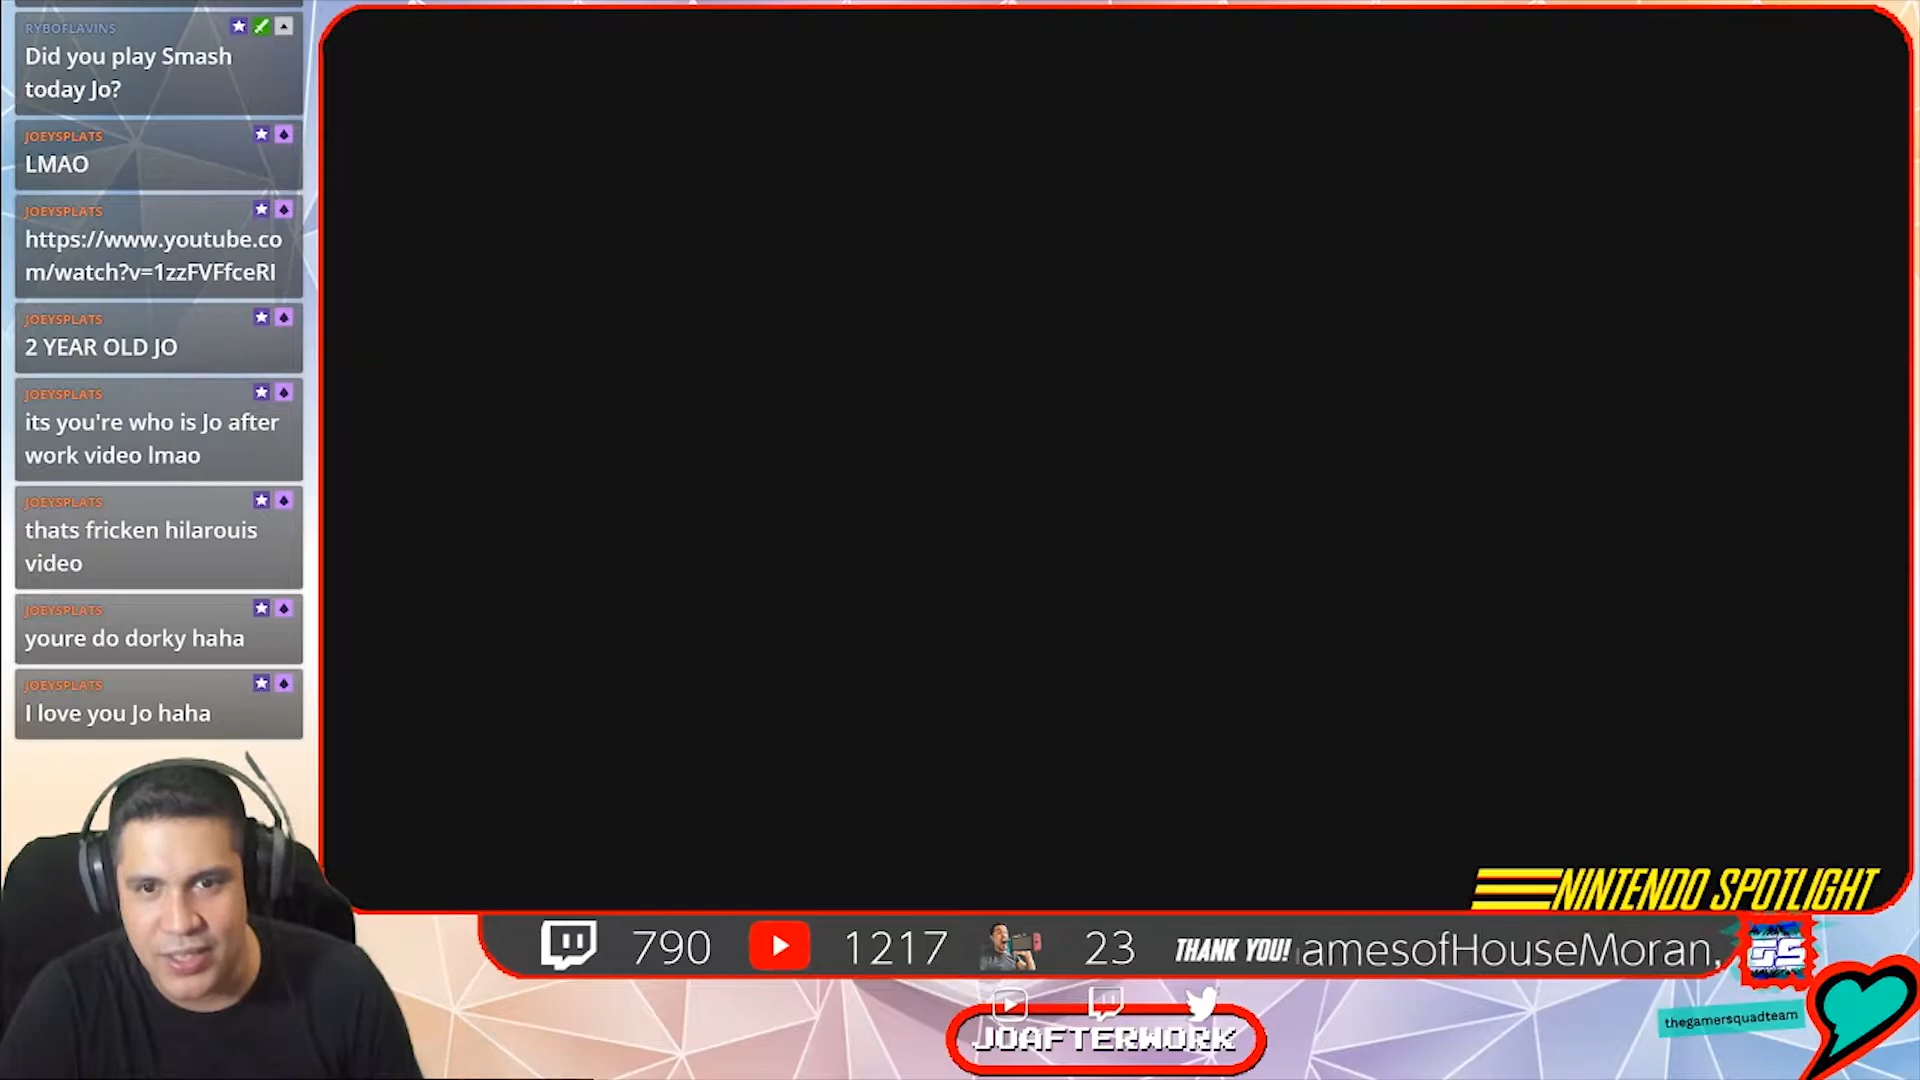 RYBOFLAVINS
Did you play Smash
today Jo?
JOEYSPLATS
LMAO
JOEYSPLATS
https://www.youtube.co
m/watch?v=1zzFVFfceRI
JOEYSPLATS
2 YEAR OLD JO
JOEYSPLATS
its you're who is Jo after
work video lmao
JOEYSPLATS
thats fricken hilarouis
video
JOEYSPLATS
youre do dorky haha
JOEYSPLATS
I love you Jo haha
NINTENDO SPOTLIGHT
790 1217 23 THANK YOU! amesofHouseMoran,
GS
thegamersquadteam
JOAFTERWORK